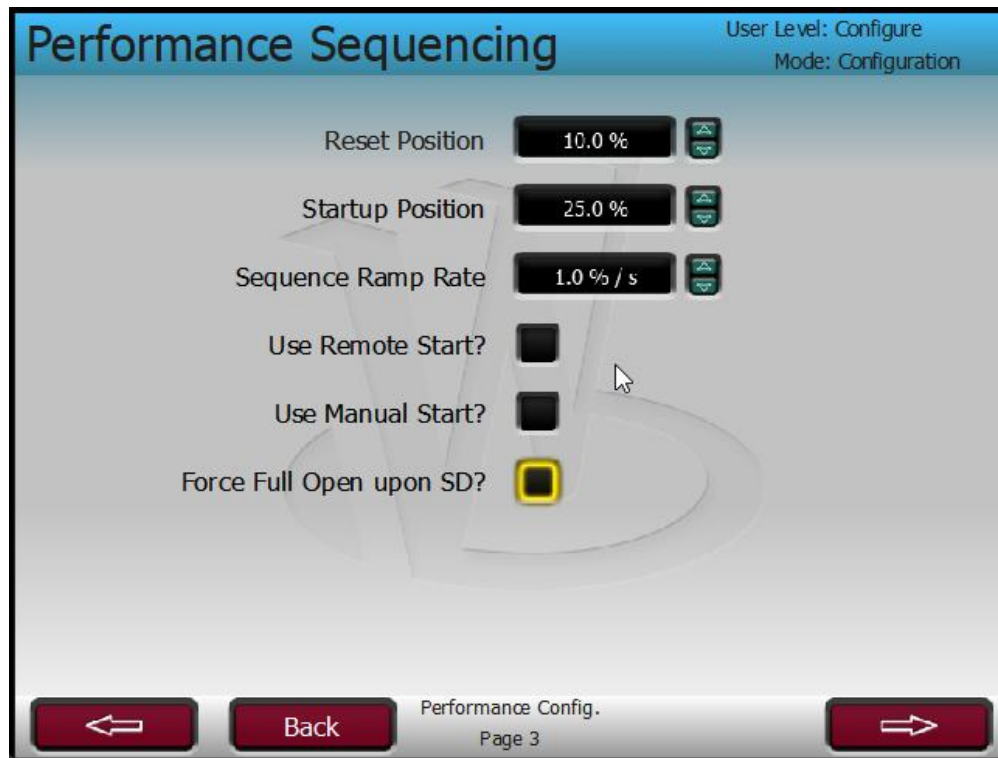 Performance Sequencing
User Level: Configure
Mode: Configuration
Reset Position 10.0 %
Startup Position 25.0 %
Sequence Ramp Rate 1.0 % / s
Use Remote Start?
Use Manual Start?
Force Full Open upon SD?
Back
Performance Config.
Page 3